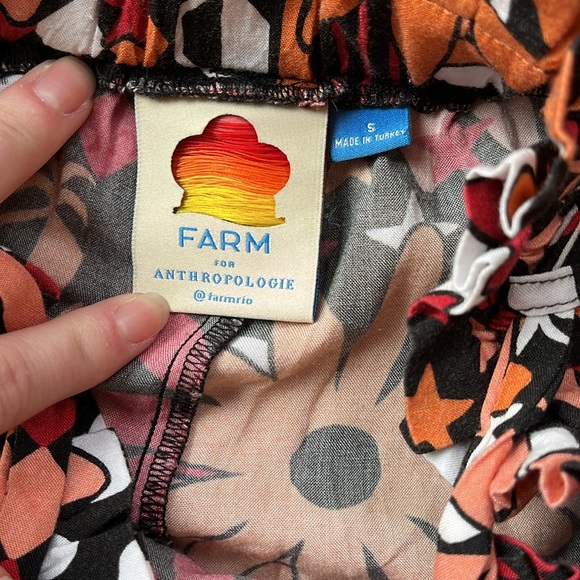 FARM
FOR
ANTHROPOLOGIE
@farmrio
S
MADE IN TURKEY